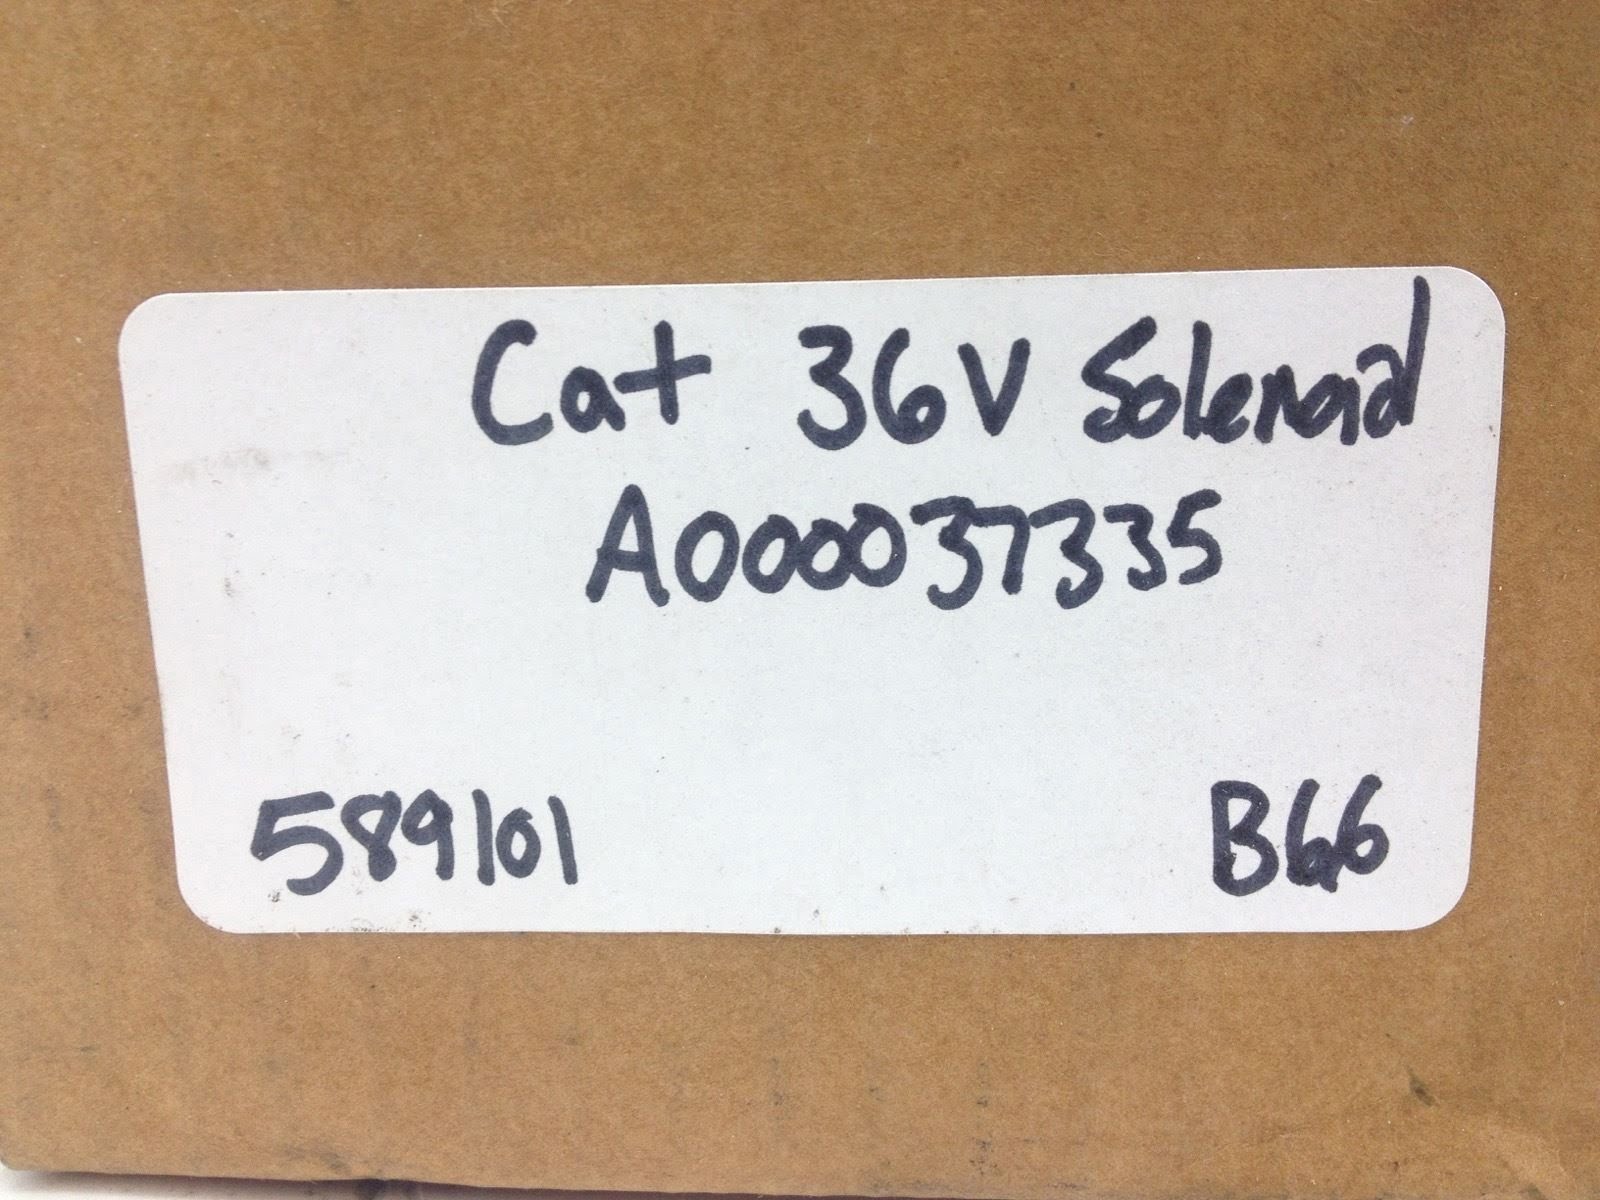 Cat 36V Solenoid
A000037335
589101 B66